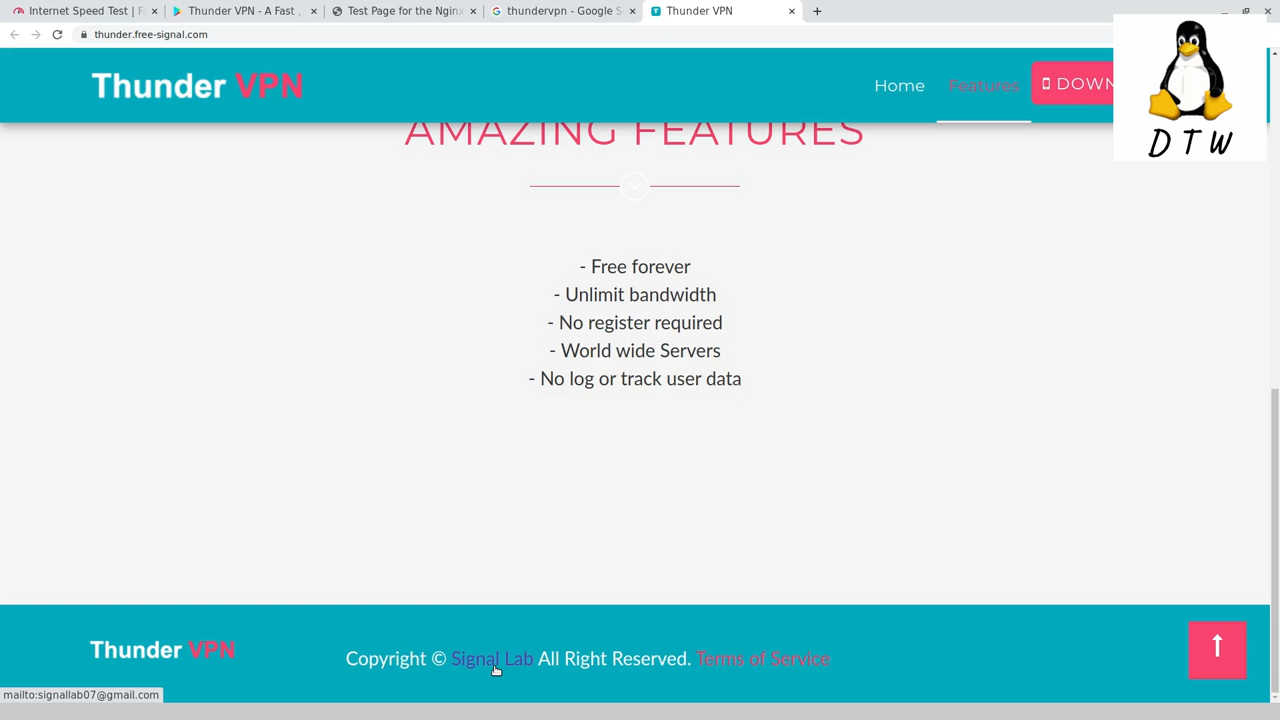 Internet Speed Test |
Thunder VPN - A Fast ,
Test Page for the Nginx
thundervpn - Google S
Thunder VPN
thunder.free-signal.com
Thunder VPN
Home
Features
DOWN
DTW
AMAZING FEATURES
- Free forever
- Unlimit bandwidth
- No register required
- World wide Servers
- No log or track user data
Thunder VPN
Copyright © Signal Lab All Right Reserved. Terms of Service
mailto:signallab07@gmail.com